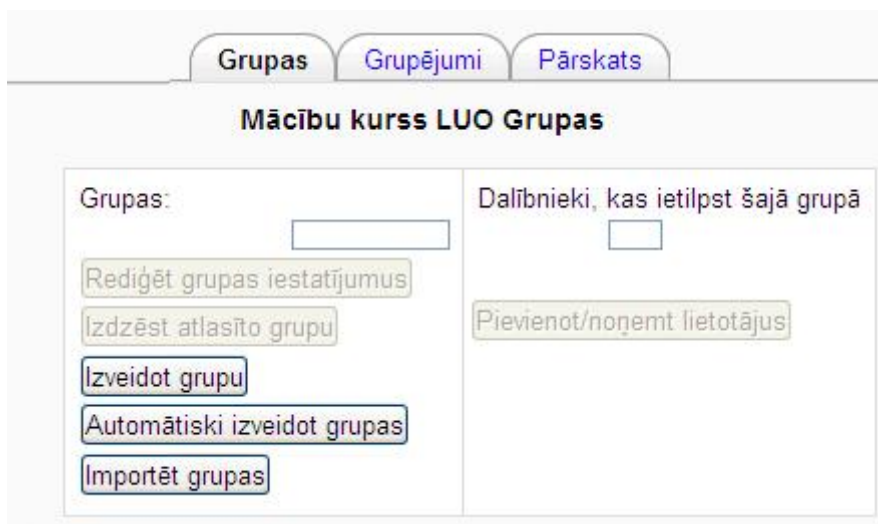 Grupas Grupējumi Pārskats
Mācību kurss LUO Grupas
Grupas:
Rediģēt grupas iestatījumus
Izdzēst atlasīto grupu
Izveidot grupu
Automātiski izveidot grupas
Importēt grupas
Dalībnieki, kas ietilpst šajā grupā
Pievienot/noņemt lietotājus